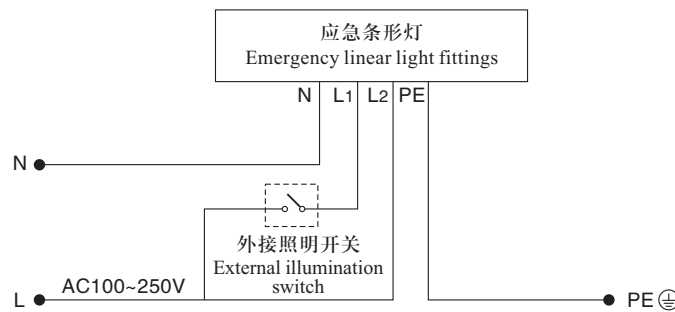 应急条形灯
Emergency linear light fittings
N L1 L2 PE
N
外接照明开关
External illumination
switch
AC100~250V
L
PE